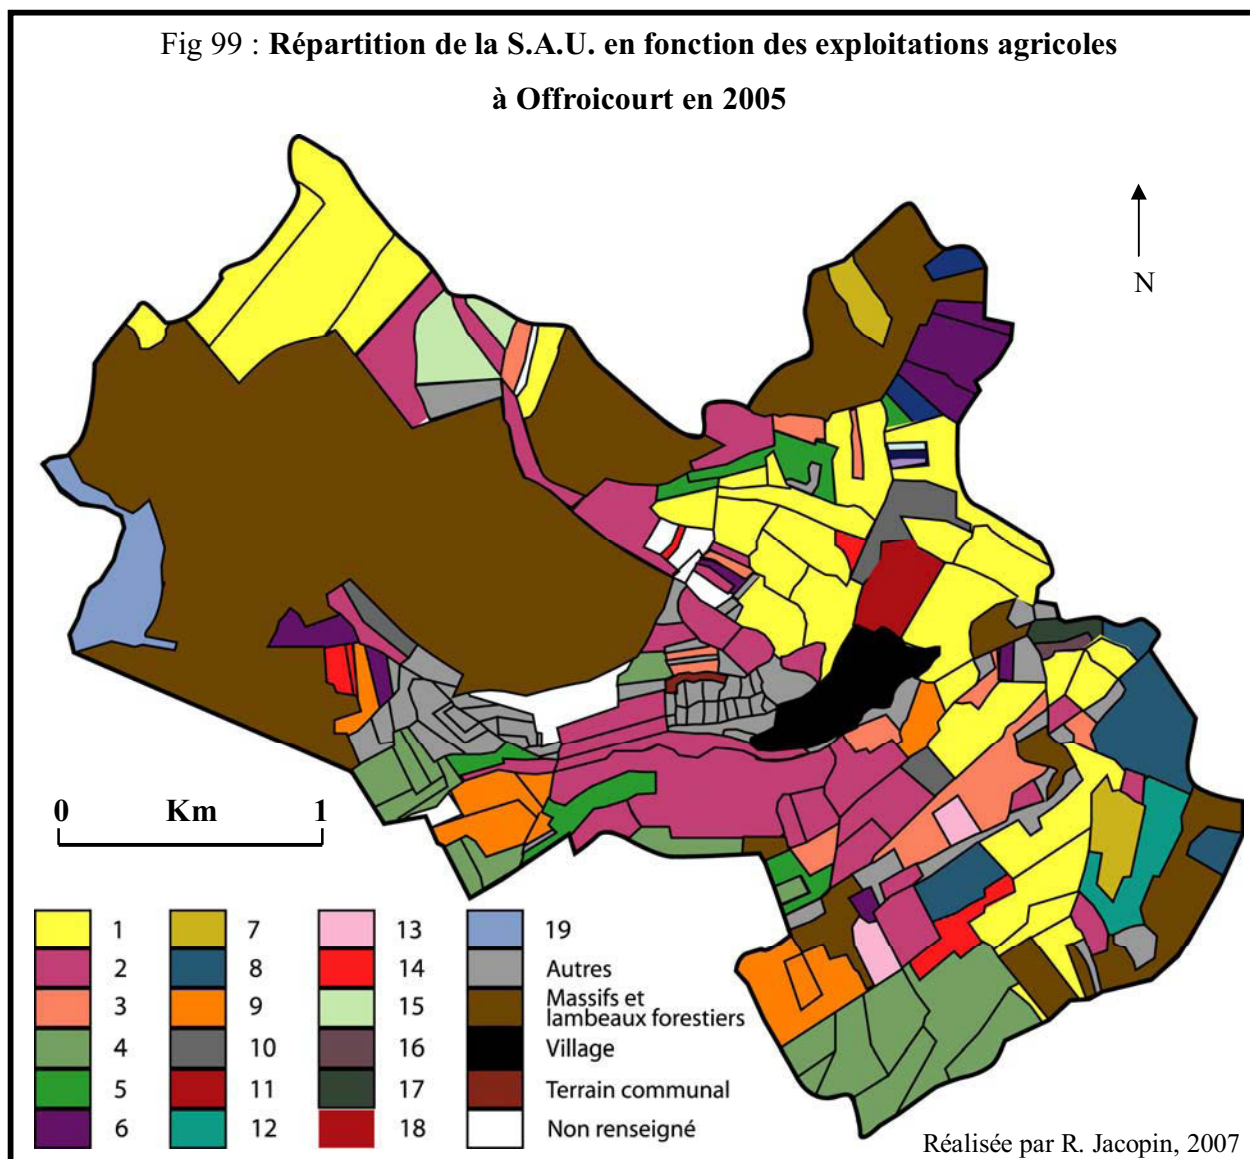 Fig 99 : Répartition de la S.A.U. en fonction des exploitations agricoles
à Offroicourt en 2005
N
0 Km 1
1 7 13 19
2 8 14 Autres
3 9 15 Massifs et
lambeaux forestiers
4 10 16 Village
5 11 17 Terrain communal
6 12 18 Non renseigné
Réalisée par R. Jacopin, 2007